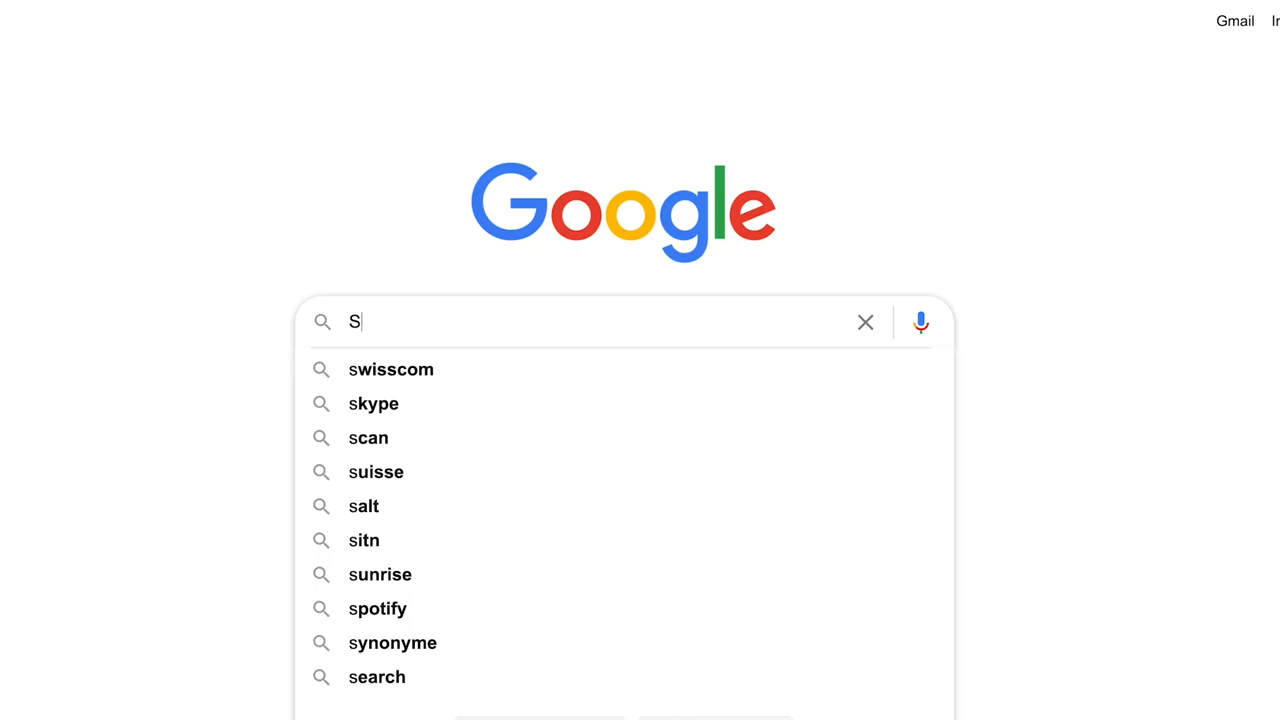 Gmail
Google
S
swisscom
skype
scan
suisse
salt
sitn
sunrise
spotify
synonyme
search